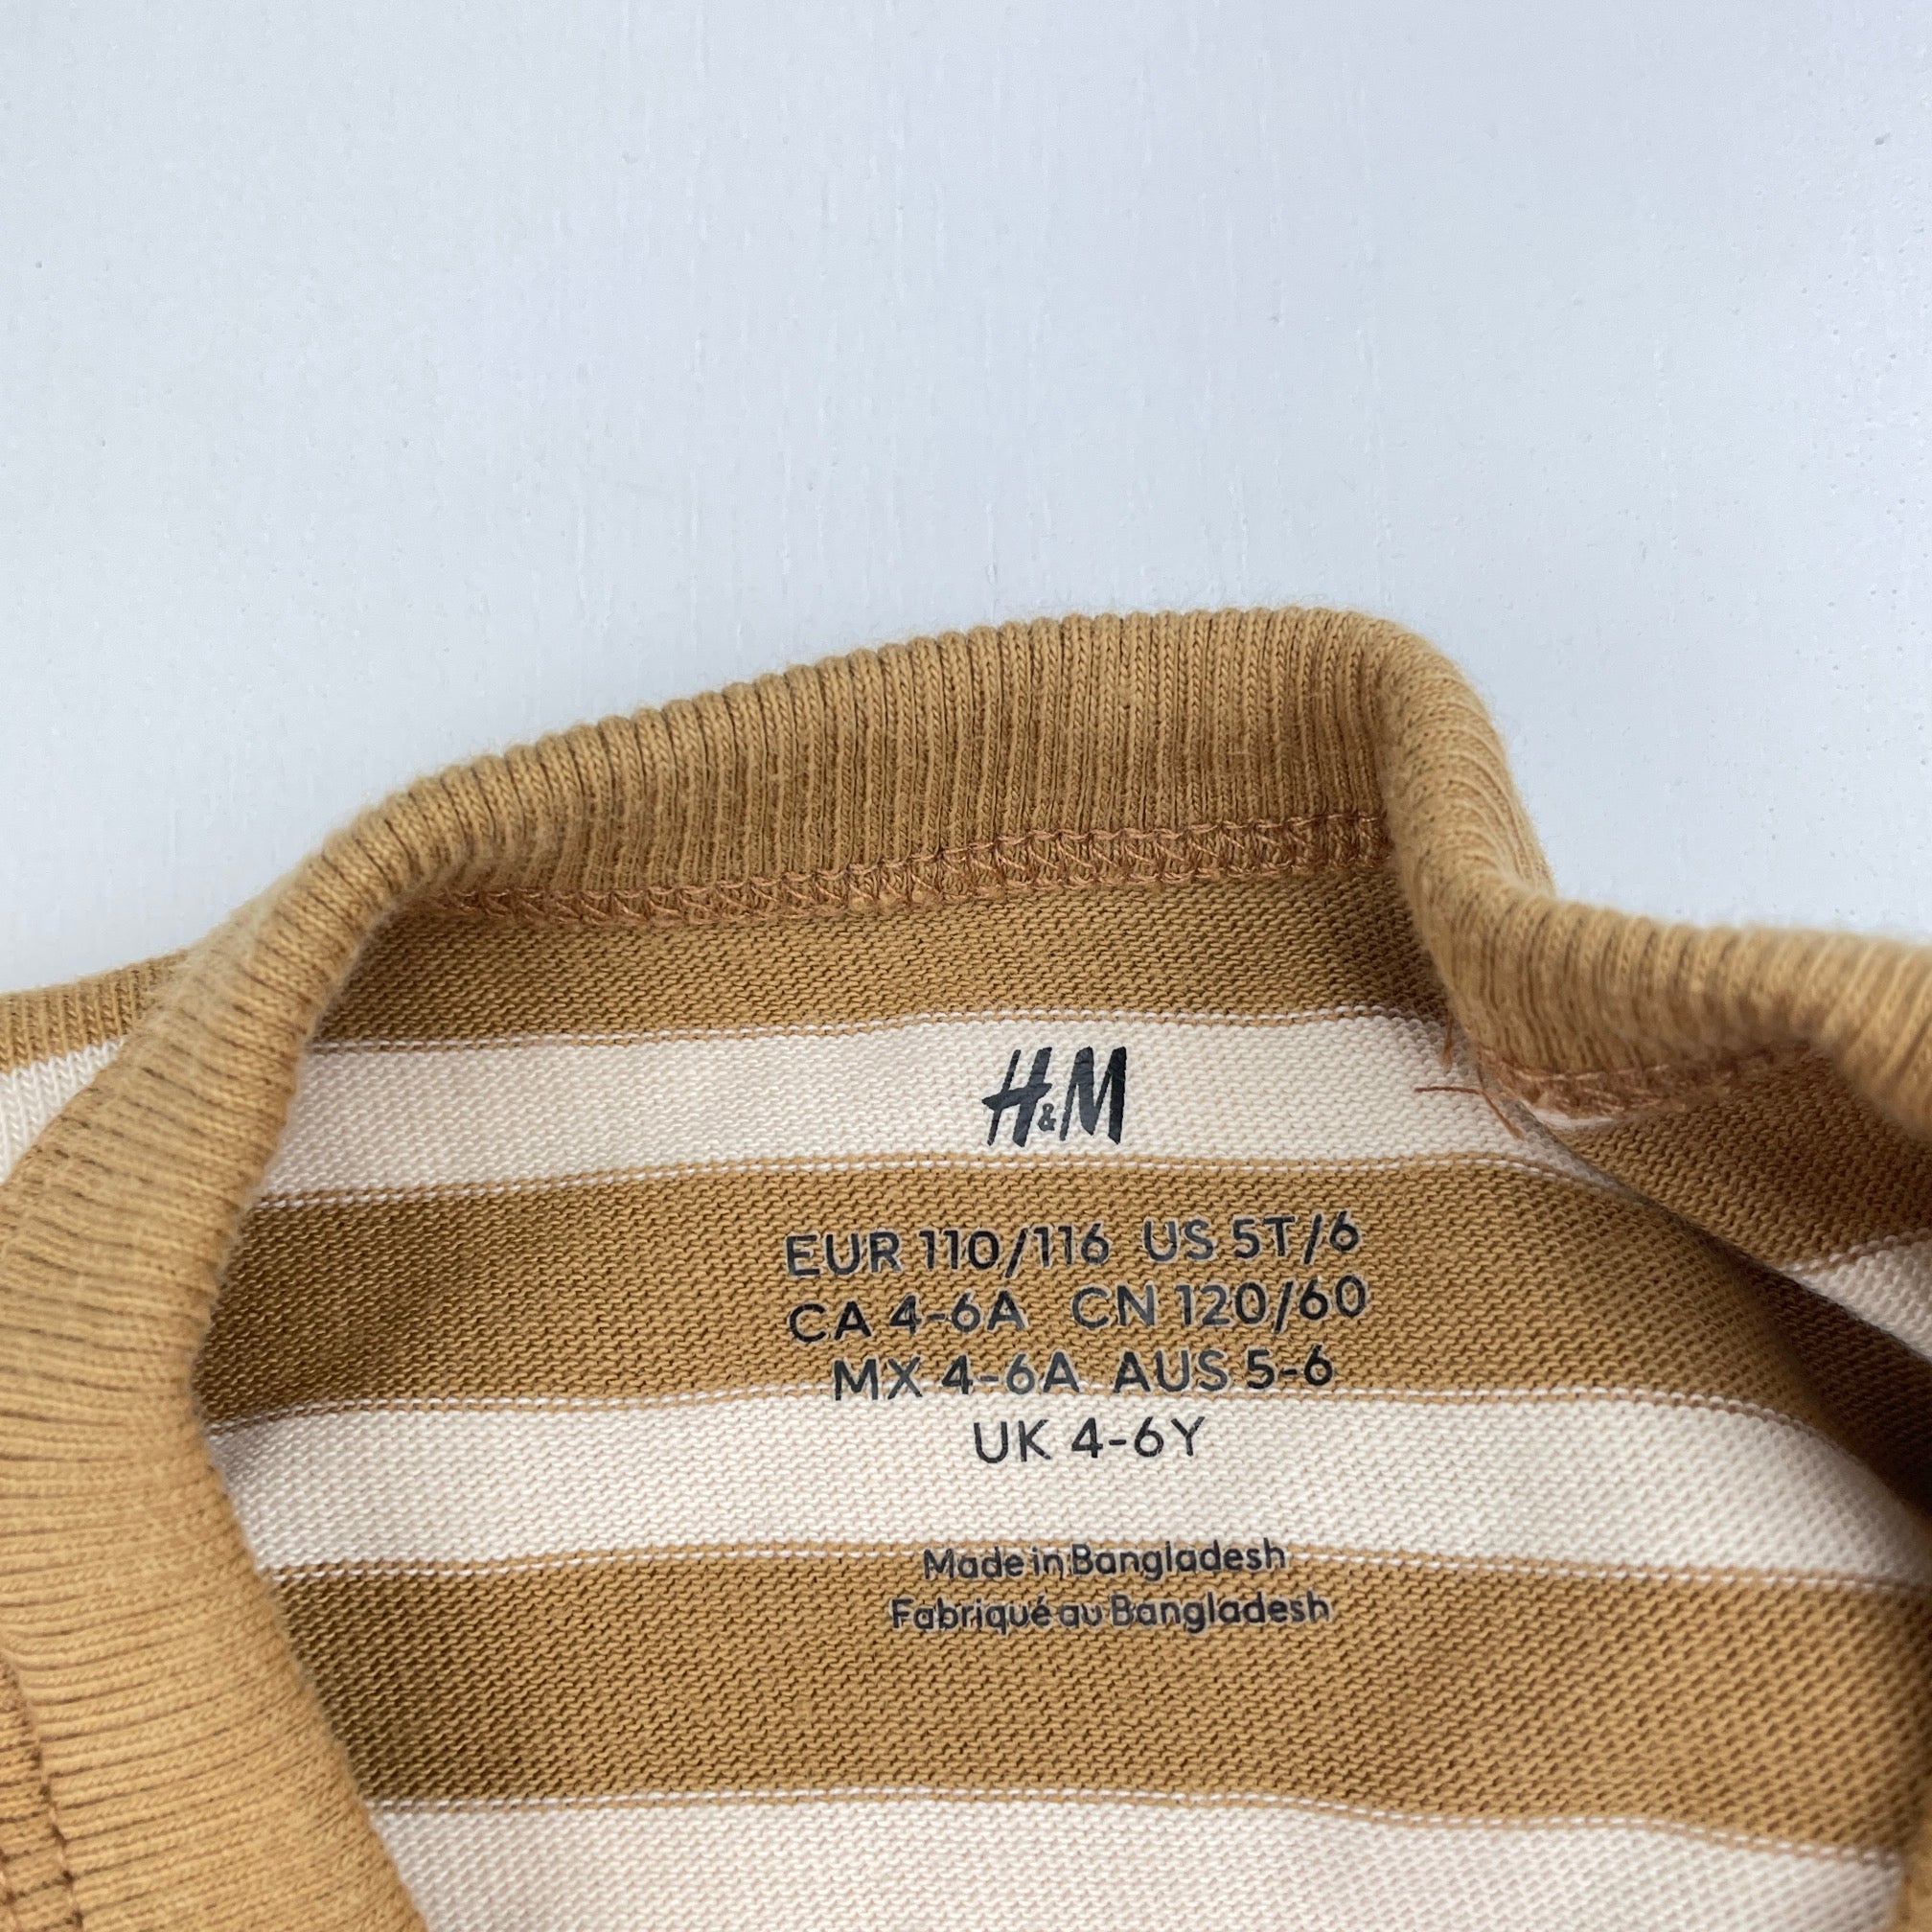 H&M
EUR 110/116 US 5T/6
CA 4-6A CN 120/60
MX 4-6A AUS 5-6
UK 4-6Y
Made in Bangladesh
Fabriqué au Bangladesh